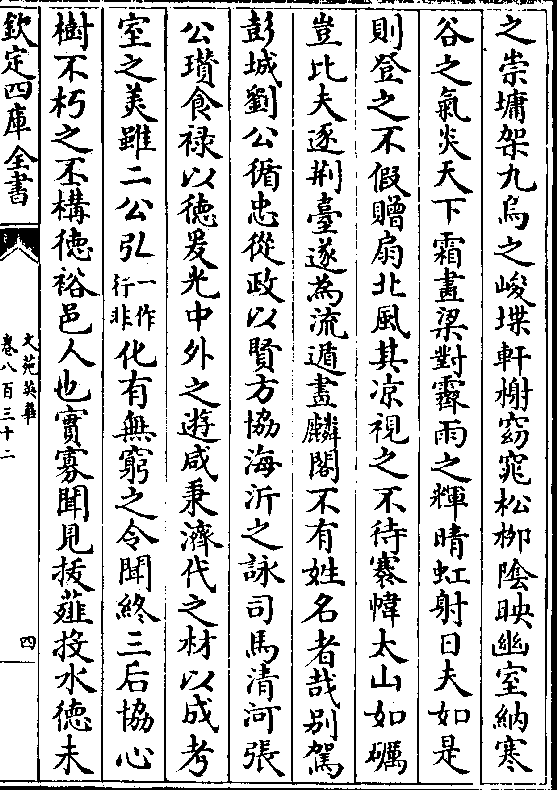 之崇墉架九烏之峻堞軒榭窈窕松柳陰映幽室納寒
谷之氣炎天下霜畫梁對霽雨之輝晴虹射日夫如是
則登之不假贈扇北風其凉視之不待褰幃太山如礪
豈比夫逐荆臺遂為流遁畫麟閣不有姓名者哉别駕
彭城劉公循忠從政以賢方協海沂之詠司馬清河張
公瓚食禄以德爰光中外之遊咸秉濟代之材以成考
室之美雖二公弘一作行非化有無窮之令聞終三后協心
樹不朽之丕構德裕邑人也實寡聞見拔薤投水德未
欽定四庫全書
文苑英華
卷八百三十二
四